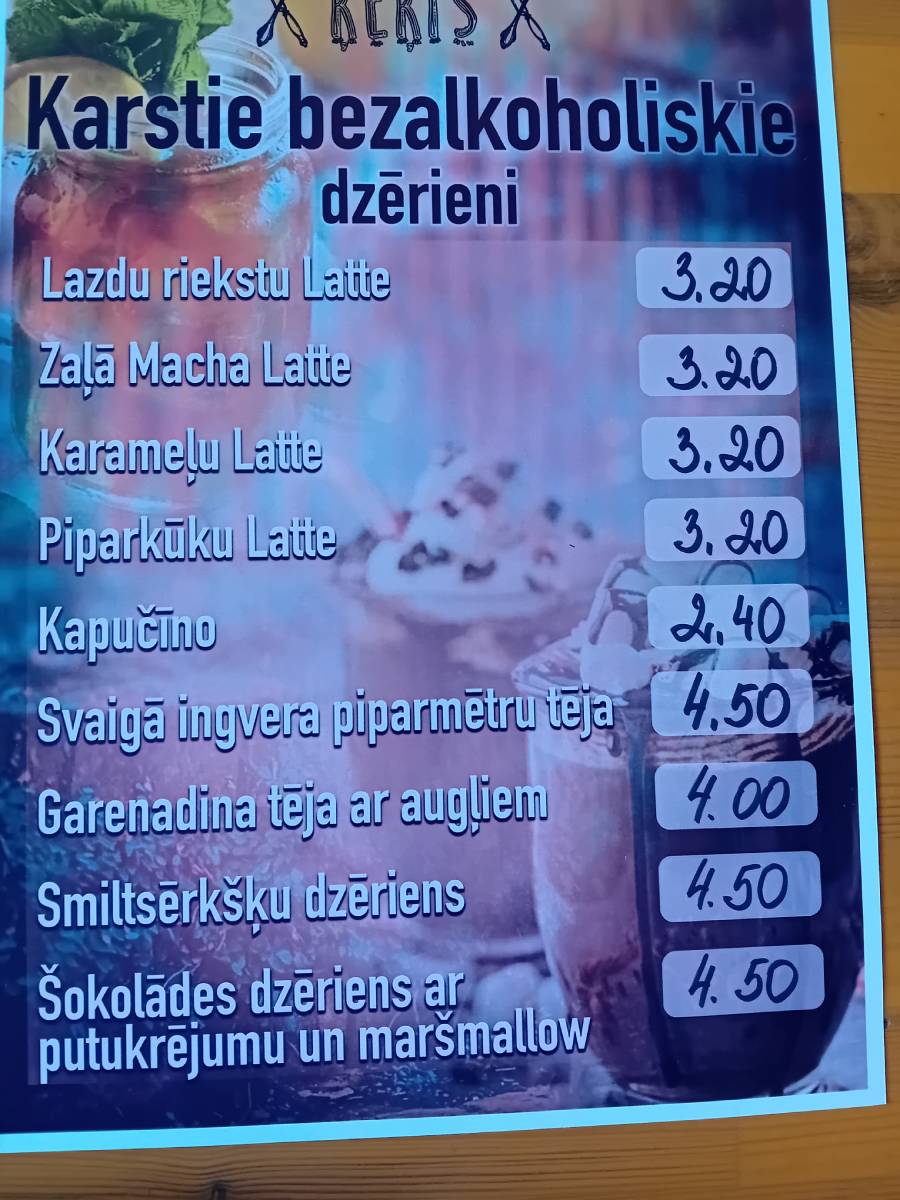 Karstie bezalkoholiskie
dzērieni
Lazdu riekstu Latte 3.20
Zaļā Macha Latte 3.20
Karameļu Latte 3.20
Piparkūku Latte 3.20
Kapučīno 2.40
Svaigā ingvera piparmētru tēja 4.50
Garenadina tēja ar augļiem 4.00
Smiltsērkšķu dzēriens 4.50
Šokolādes dzēriens ar 4.50
putukrējumu un maršmallow